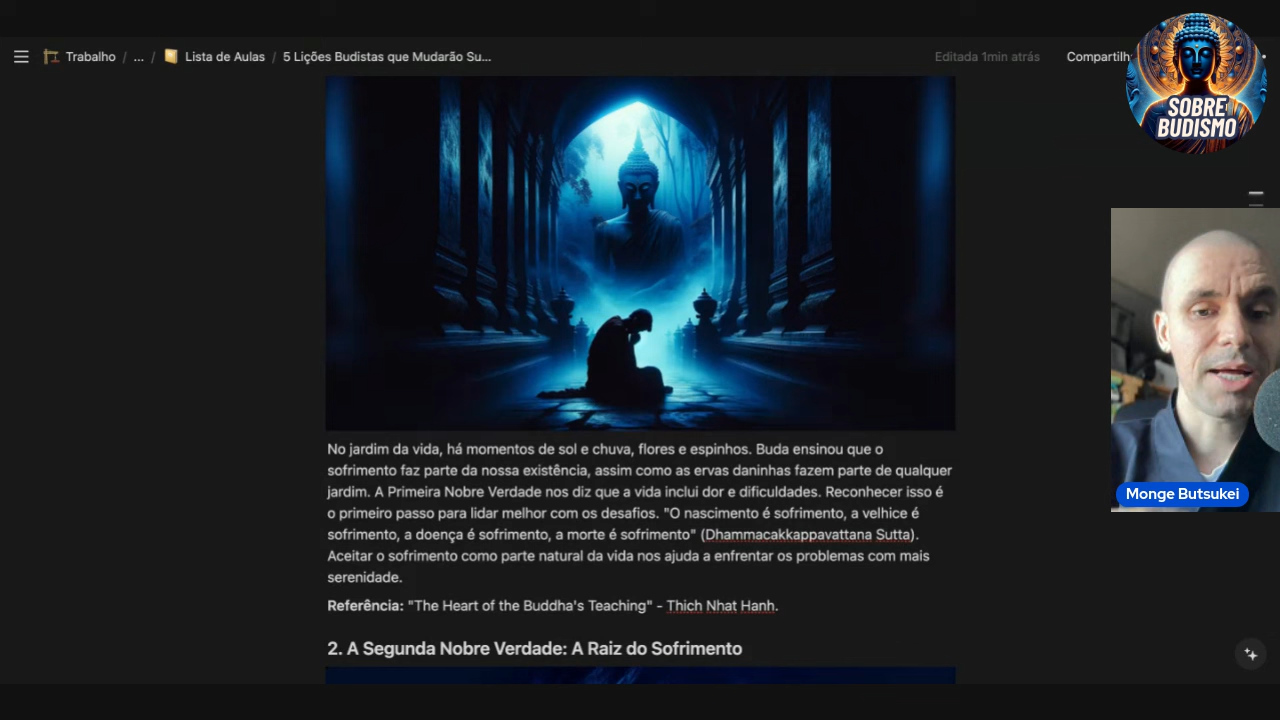 Trabalho / ... / Lista de Aulas / 5 Lições Budistas que Mudarão Su...
Editada 1min atrás
Compartilh
SOBRE
BUDISMO
No jardim da vida, há momentos de sol e chuva, flores e espinhos. Buda ensinou que o
sofrimento faz parte da nossa existência, assim como as ervas daninhas fazem parte de qualquer
jardim. A Primeira Nobre Verdade nos diz que a vida inclui dor e dificuldades. Reconhecer isso é
o primeiro passo para lidar melhor com os desafios. "O nascimento é sofrimento, a velhice é
sofrimento, a doença é sofrimento, a morte é sofrimento" (Dhammacakkappavattana Sutta).
Aceitar o sofrimento como parte natural da vida nos ajuda a enfrentar os problemas com mais
serenidade.
Monge Butsukei
Referência: "The Heart of the Buddha's Teaching" - Thich Nhat Hanh.
2. A Segunda Nobre Verdade: A Raiz do Sofrimento